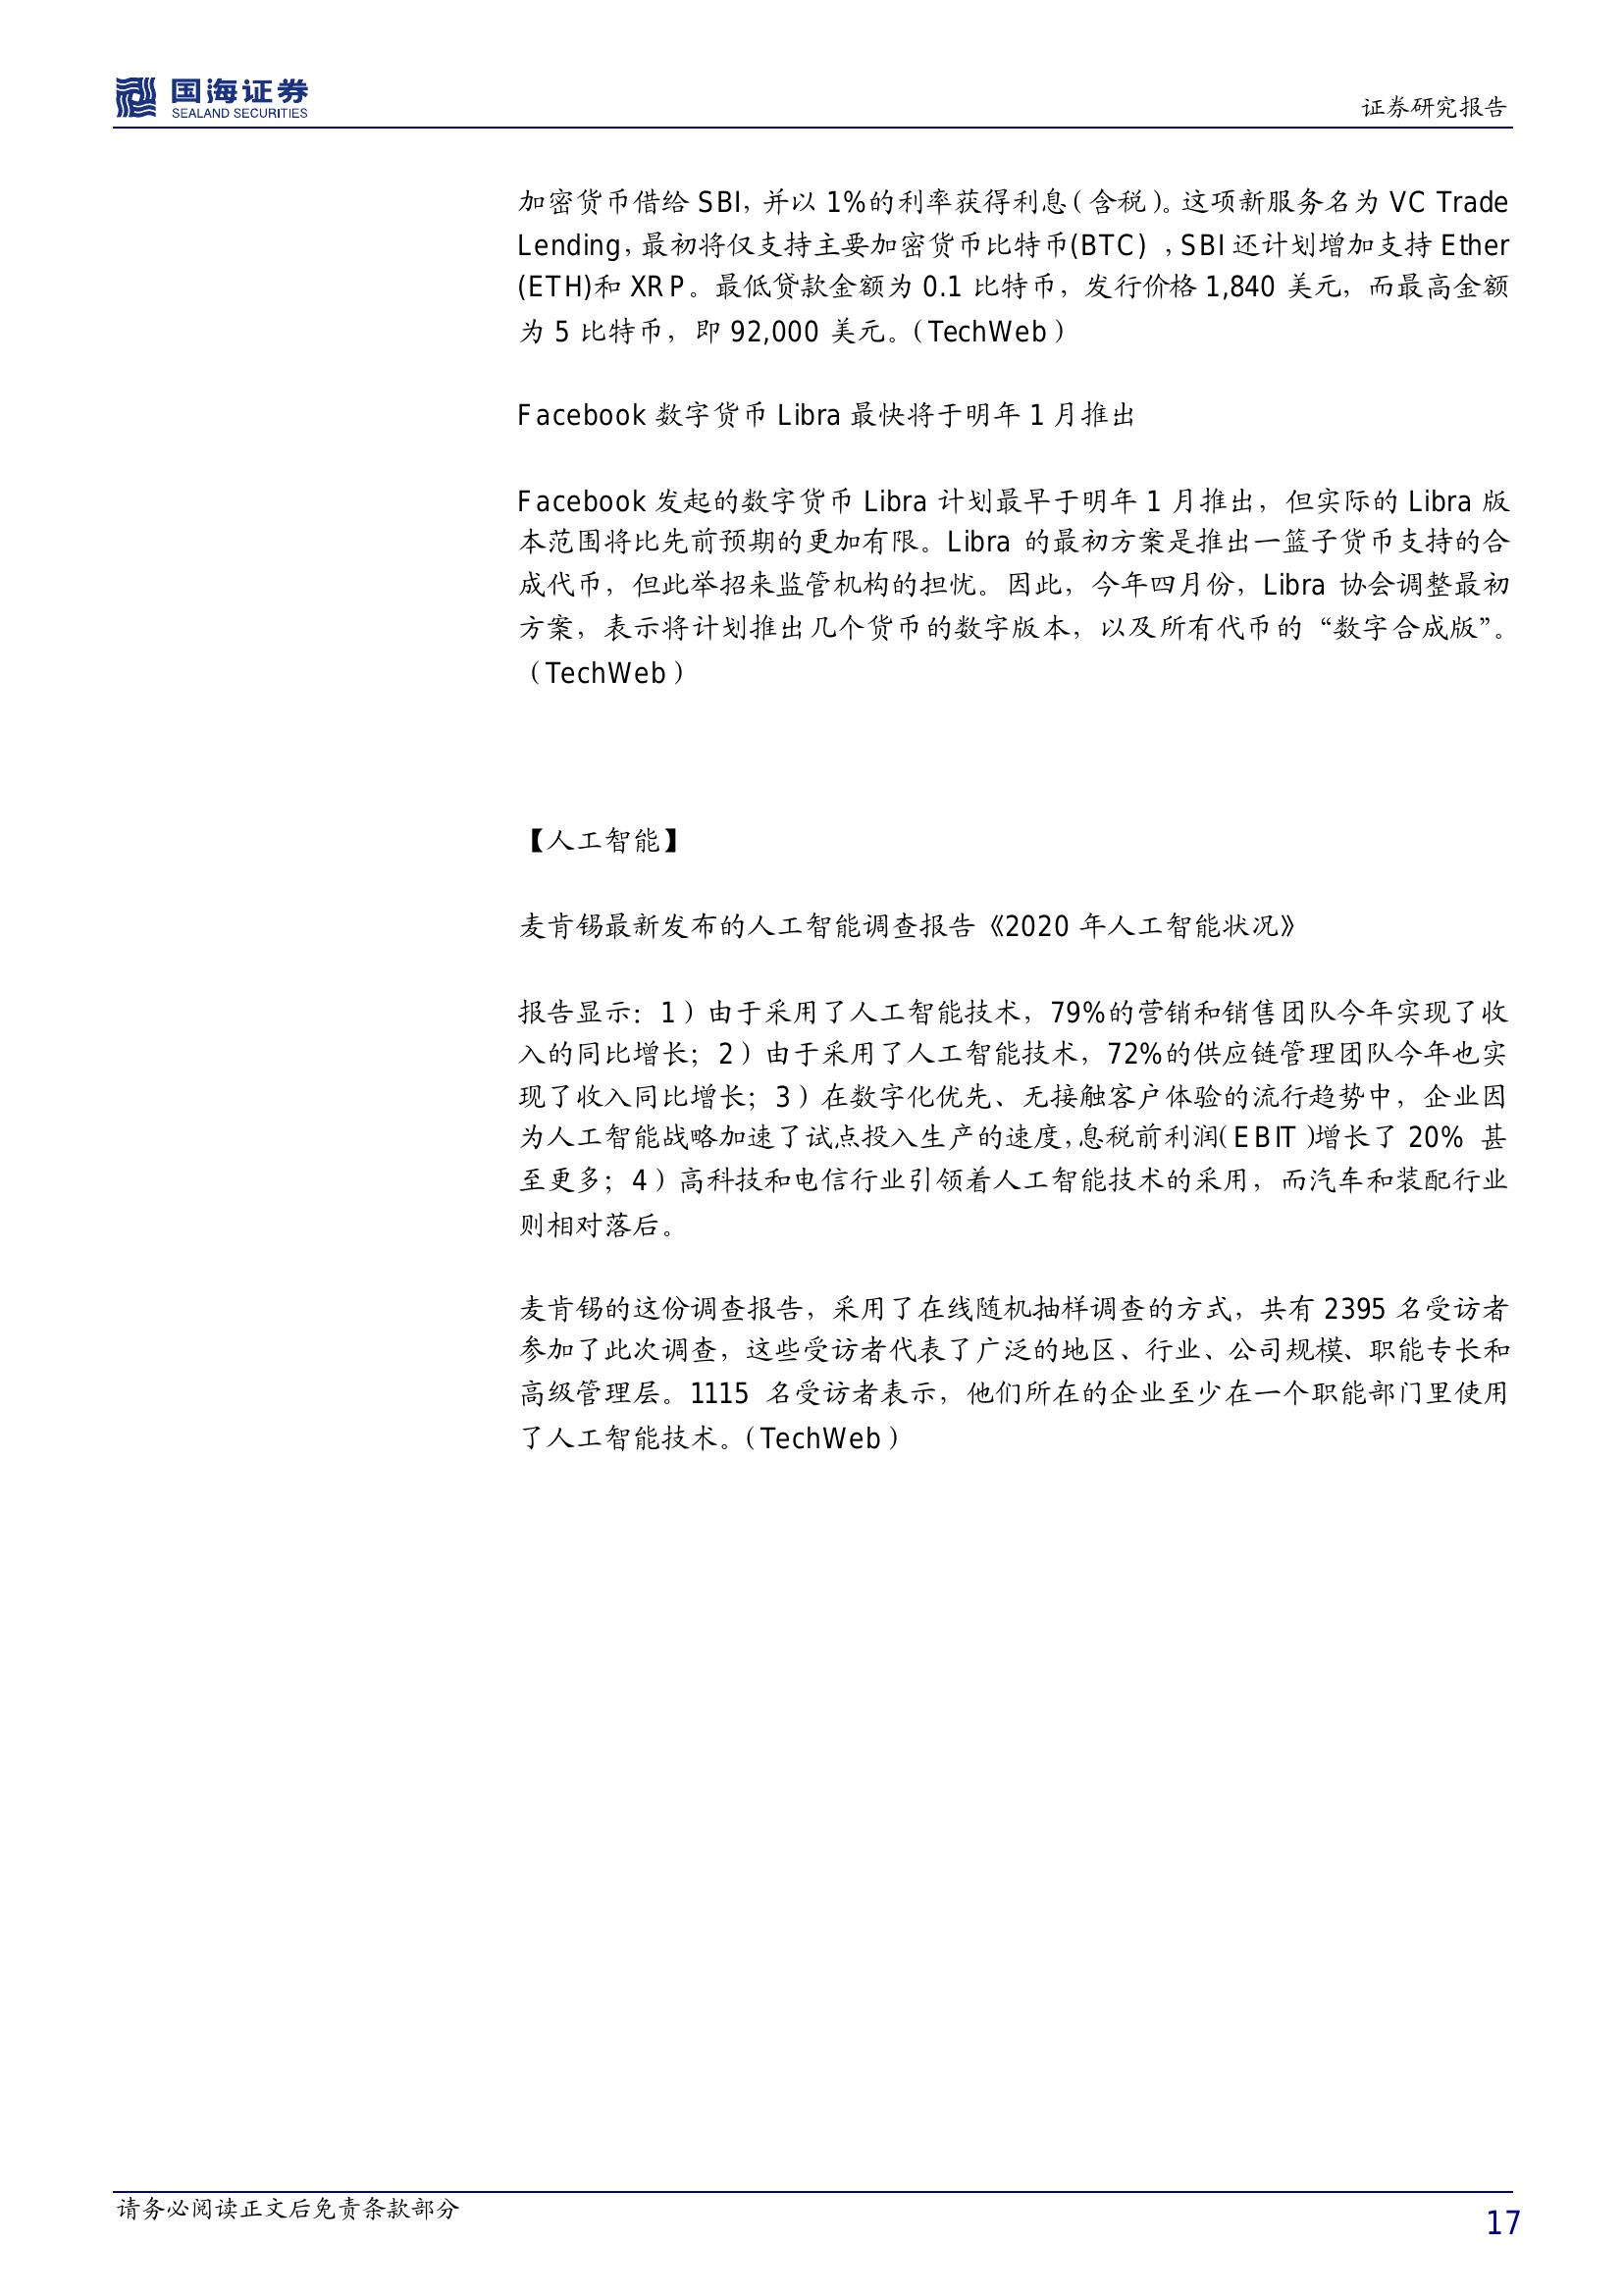 国海证券
SEALAND SECURITIES
证券研究报告
加密货币借给 SBI，并以 1%的利率获得利息（含税）。这项新服务名为 VC Trade
Lending，最初将仅支持主要加密货币比特币(BTC) ，SBI 还计划增加支持 Ether
(ETH)和 XRP。最低贷款金额为 0.1 比特币，发行价格 1,840 美元，而最高金额
为 5 比特币，即 92,000 美元。（TechWeb）
Facebook 数字货币 Libra 最快将于明年 1 月推出
Facebook 发起的数字货币 Libra 计划最早于明年 1 月推出，但实际的 Libra 版
本范围将比先前预期的更加有限。Libra 的最初方案是推出一篮子货币支持的合
成代币，但此举招来监管机构的担忧。因此，今年四月份，Libra 协会调整最初
方案，表示将计划推出几个货币的数字版本，以及所有代币的“数字合成版”。
（TechWeb）
【人工智能】
麦肯锡最新发布的人工智能调查报告《2020 年人工智能状况》
报告显示：1）由于采用了人工智能技术，79%的营销和销售团队今年实现了收
入的同比增长；2）由于采用了人工智能技术，72%的供应链管理团队今年也实
现了收入同比增长；3）在数字化优先、无接触客户体验的流行趋势中，企业因
为人工智能战略加速了试点投入生产的速度，息税前利润(EBIT)增长了 20% 甚
至更多；4）高科技和电信行业引领着人工智能技术的采用，而汽车和装配行业
则相对落后。
麦肯锡的这份调查报告，采用了在线随机抽样调查的方式，共有 2395 名受访者
参加了此次调查，这些受访者代表了广泛的地区、行业、公司规模、职能专长和
高级管理层。1115 名受访者表示，他们所在的企业至少在一个职能部门里使用
了人工智能技术。（TechWeb）
请务必阅读正文后免责条款部分
17